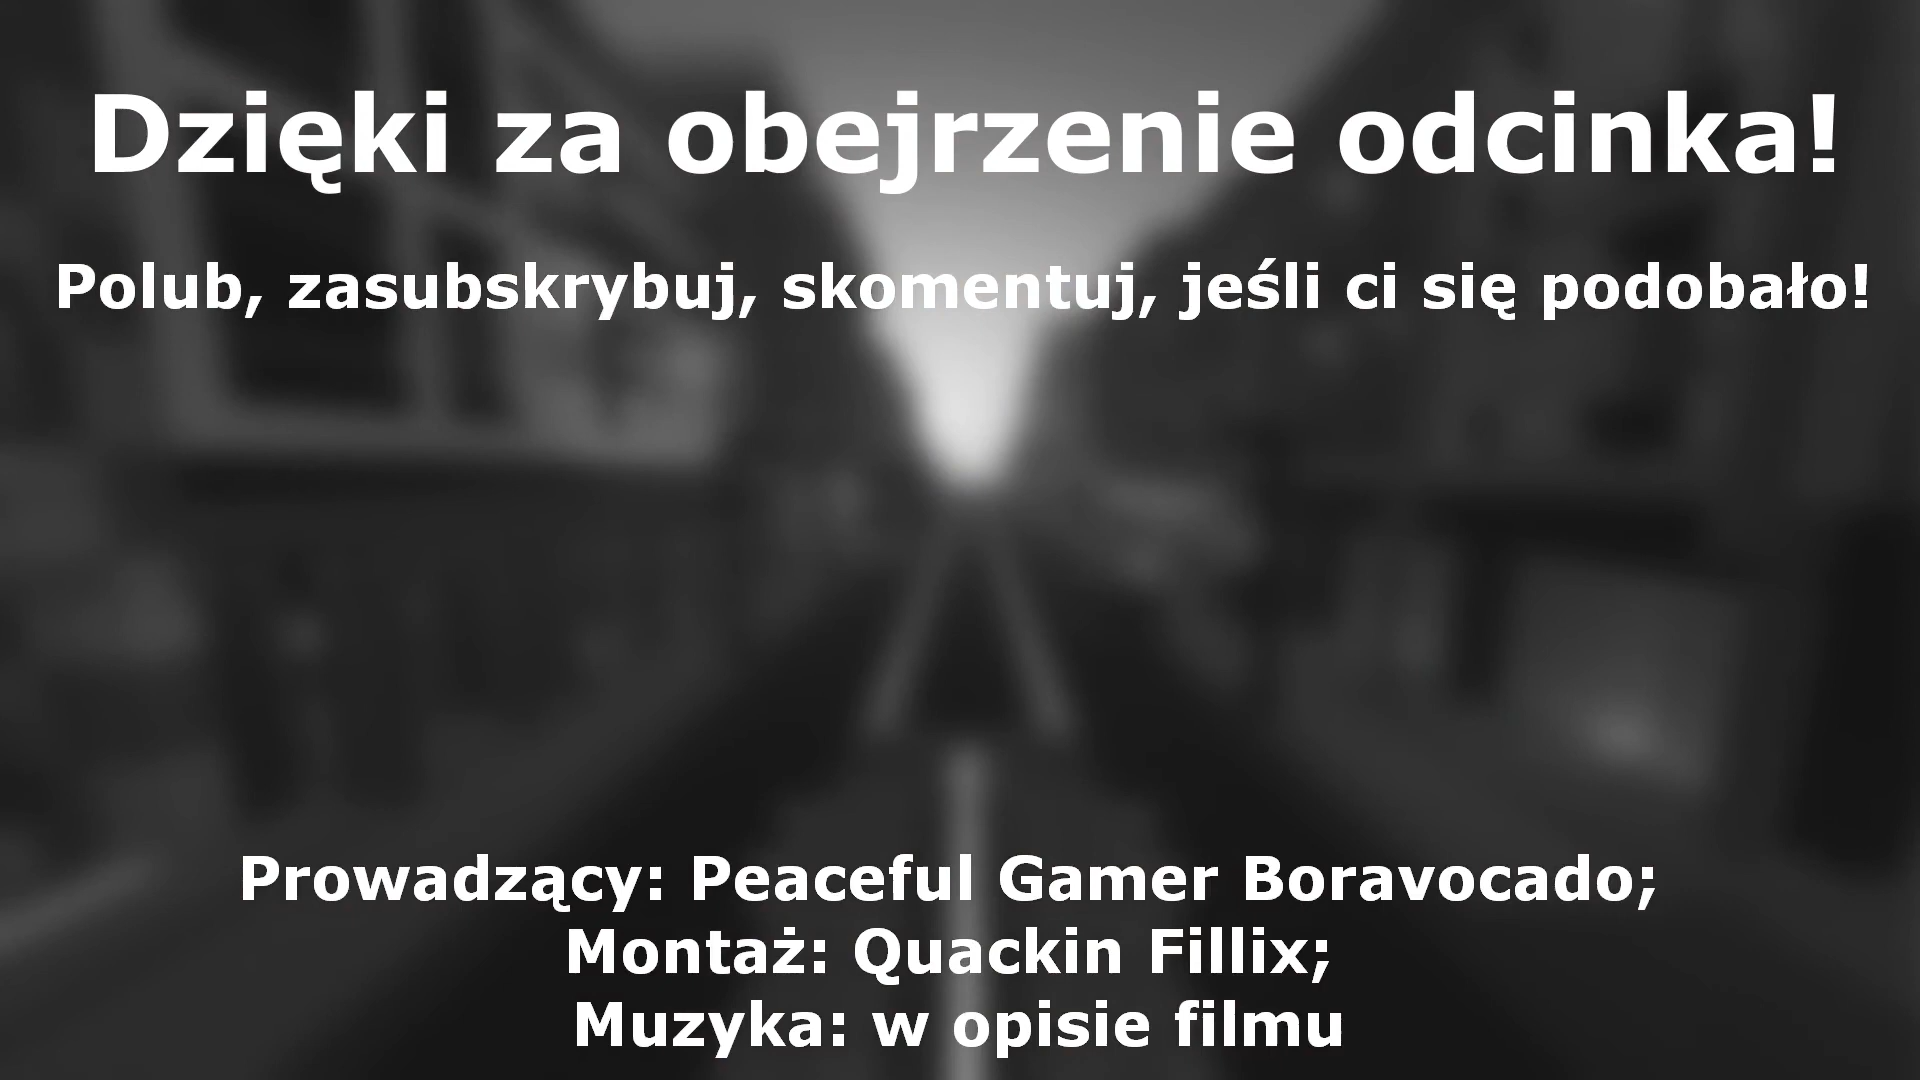 Dzięki za obejrzenie odcinka!
Polub, zasubskrybuj, skomentuj, jeśli ci się podobało!
Prowadzący: Peaceful Gamer Boravocado;
Montaż: Quackin Fillix;
Muzyka: w opisie filmu